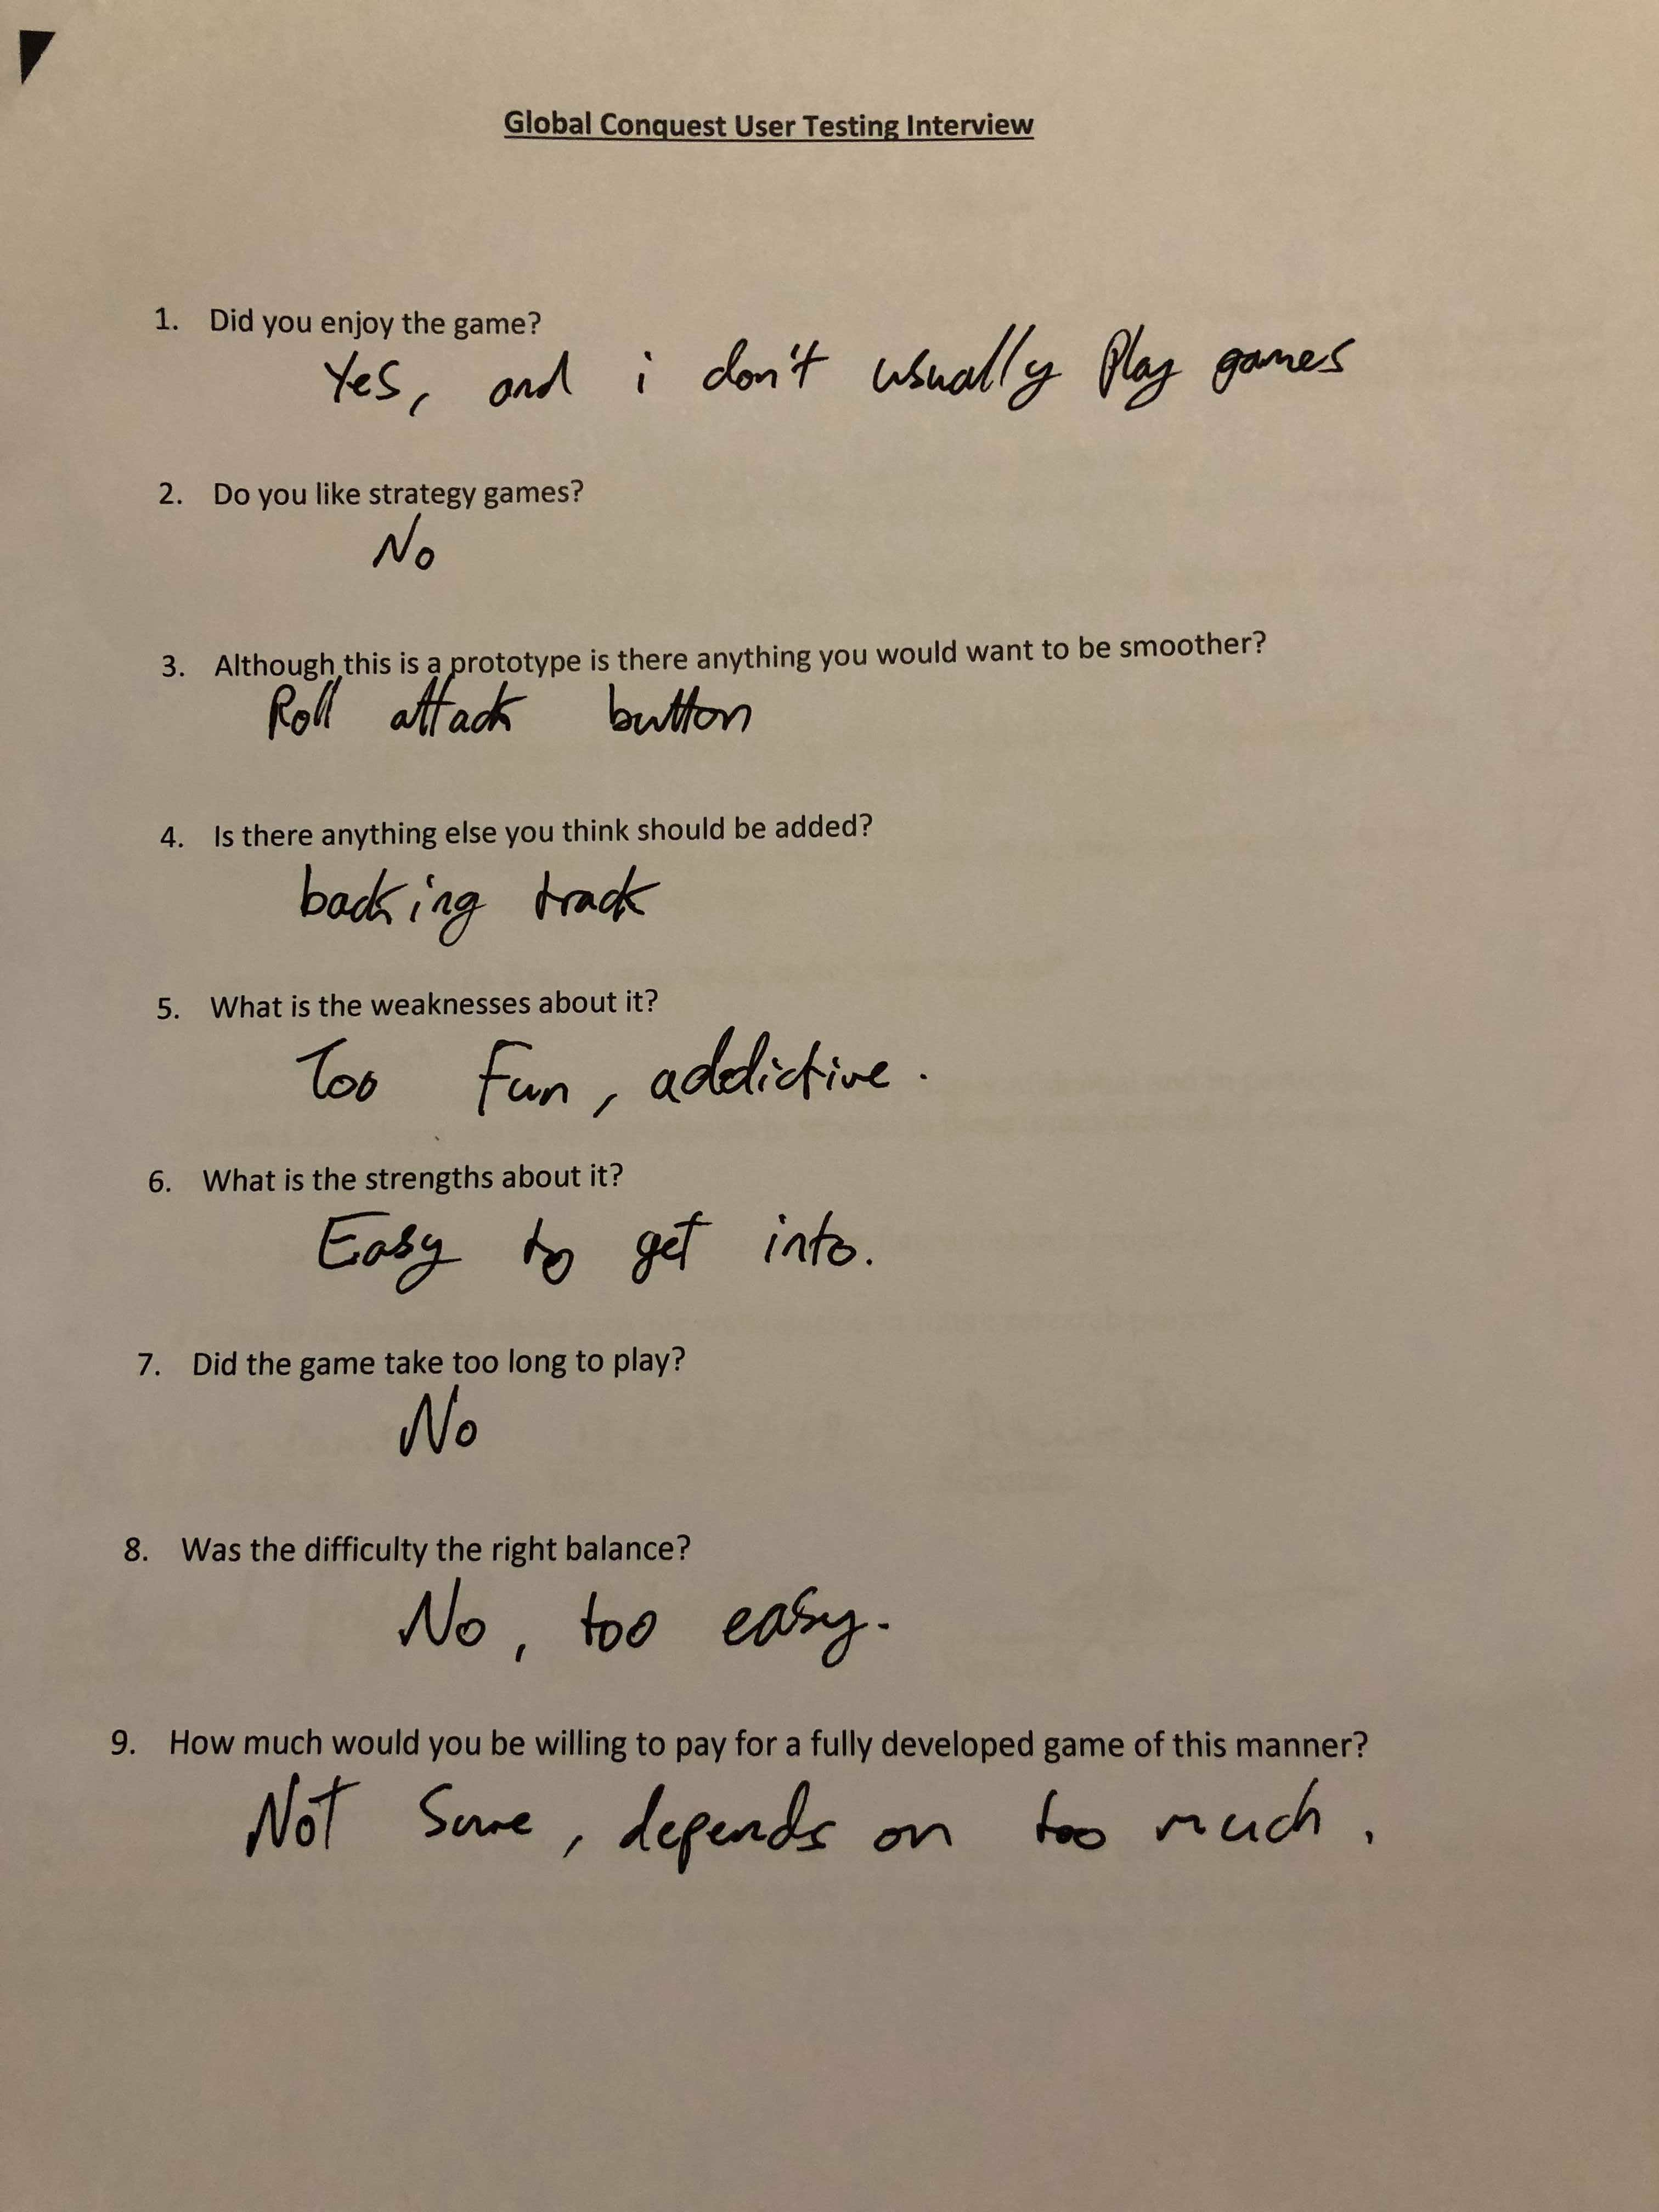 Global Conquest User Testing Interview
1. Did you enjoy the game?
Yes, and i don't usually Play games
2. Do you like strategy games?
No
3. Although this is a prototype is there anything you would want to be smoother?
Roll attack button
4. Is there anything else you think should be added?
backing track
5. What is the weaknesses about it?
Too fun, addictive.
6. What is the strengths about it?
Easy to get into.
7. Did the game take too long to play?
No
8. Was the difficulty the right balance?
No, too easy.
9. How much would you be willing to pay for a fully developed game of this manner?
Not Sure, depends on too much.